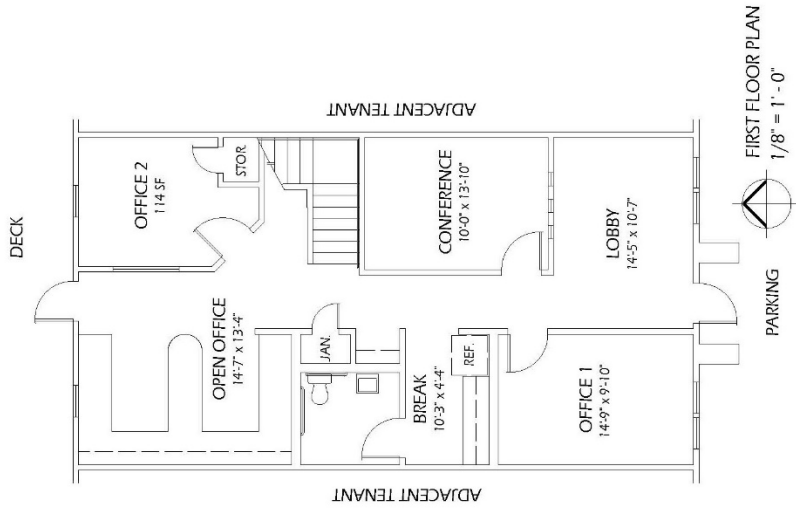 DECK
ADJACENT TENANT
OFFICE 2
114 SF
STOR
OPEN OFFICE
14'-7" x 13'-4"
JAN.
CONFERENCE
10'-0" x 13'-10"
BREAK
10'-3" x 4'-4"
REF.
LOBBY
14'-5" x 10'-7"
OFFICE 1
14'-9" x 9'-10"
ADJACENT TENANT
PARKING
FIRST FLOOR PLAN
1/8" = 1' - 0"